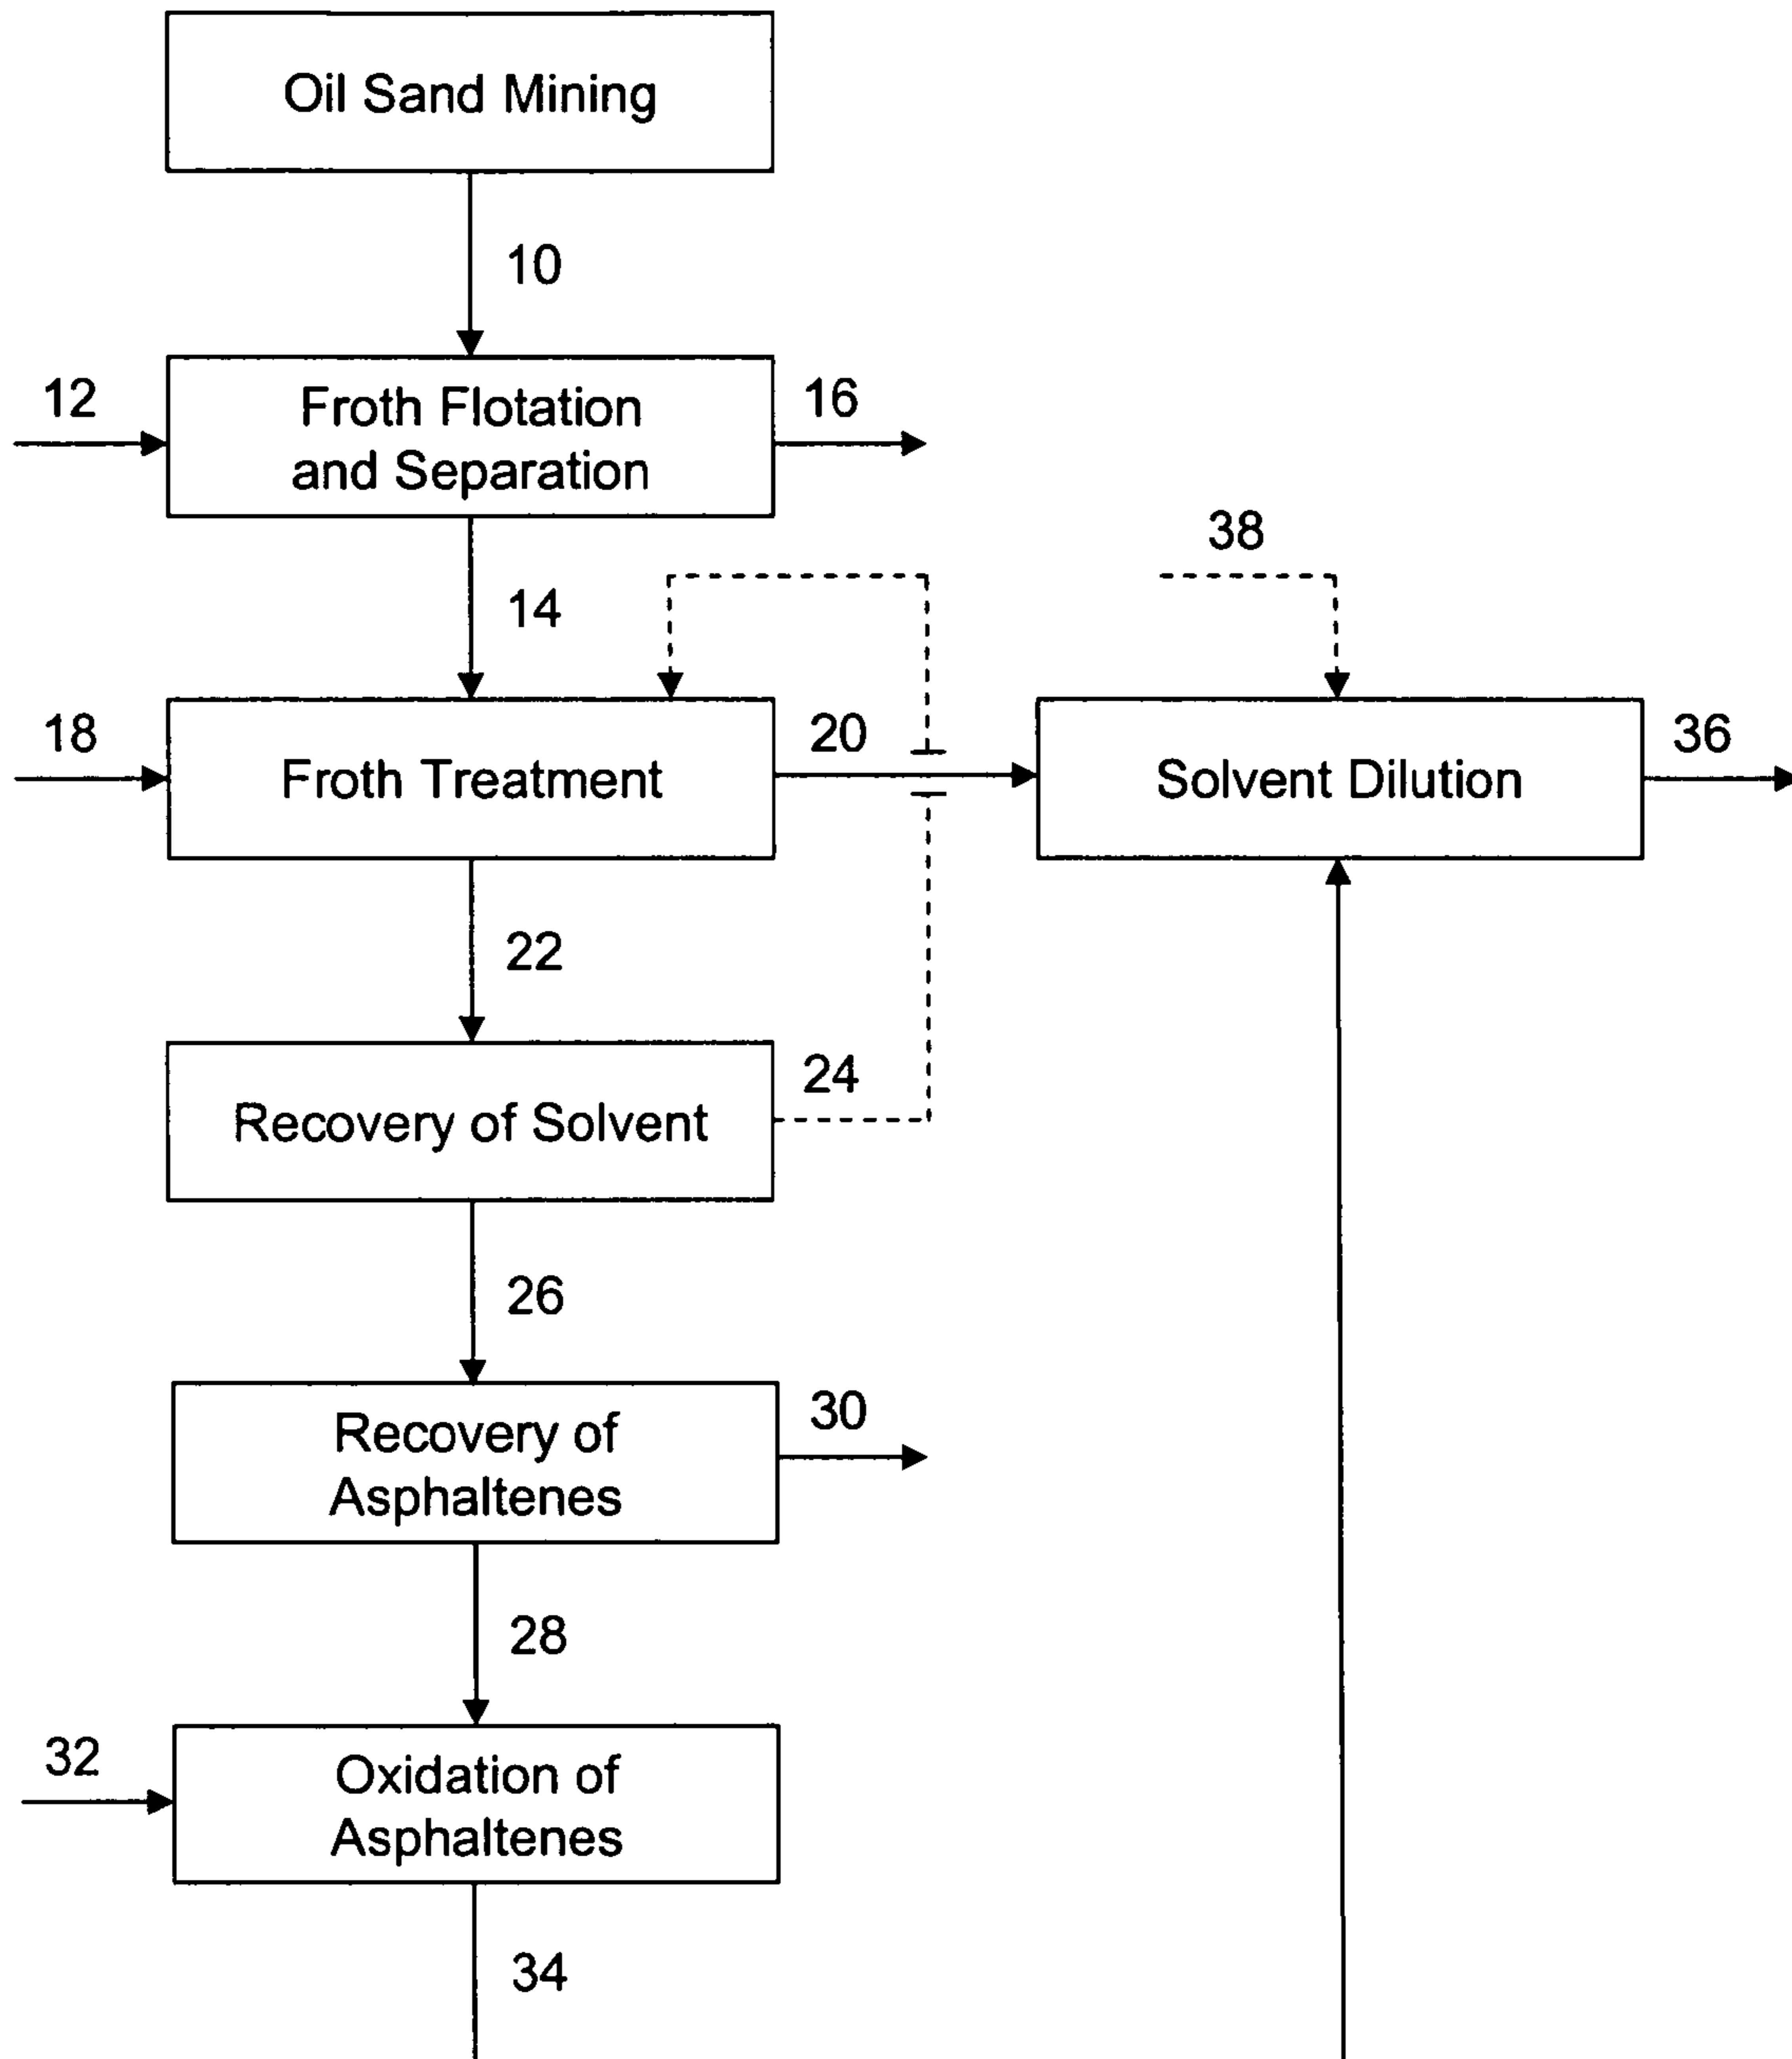 Oil Sand Mining
10
12
Froth Flotation
and Separation
16
14
38
18
Froth Treatment
20
Solvent Dilution
36
22
Recovery of Solvent
24
26
Recovery of
Asphaltenes
30
28
32
Oxidation of
Asphaltenes
34